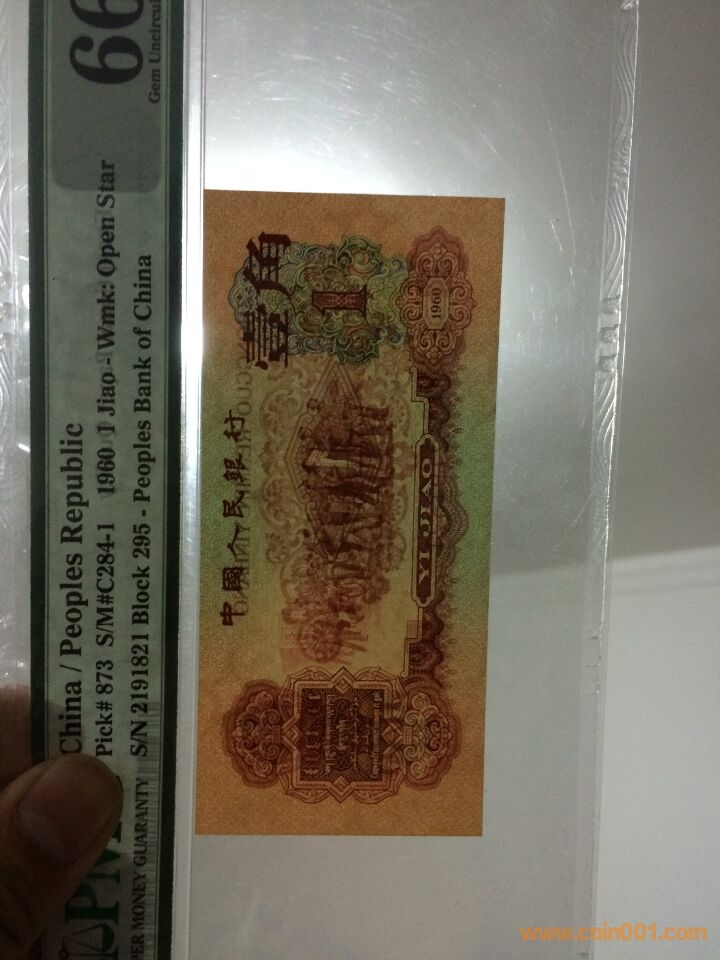 China / Peoples Republic
Pick# 873 S/M#C284-1 1960 1 Jiao - Wmk: Open Star
S/N 2191821 Block 295 - Peoples Bank of China
66
Gem Uncircul
PM
PER MONEY GUARANTY
中國人民銀行
壹角
1
1960
YI JIAO
www.coin001.com